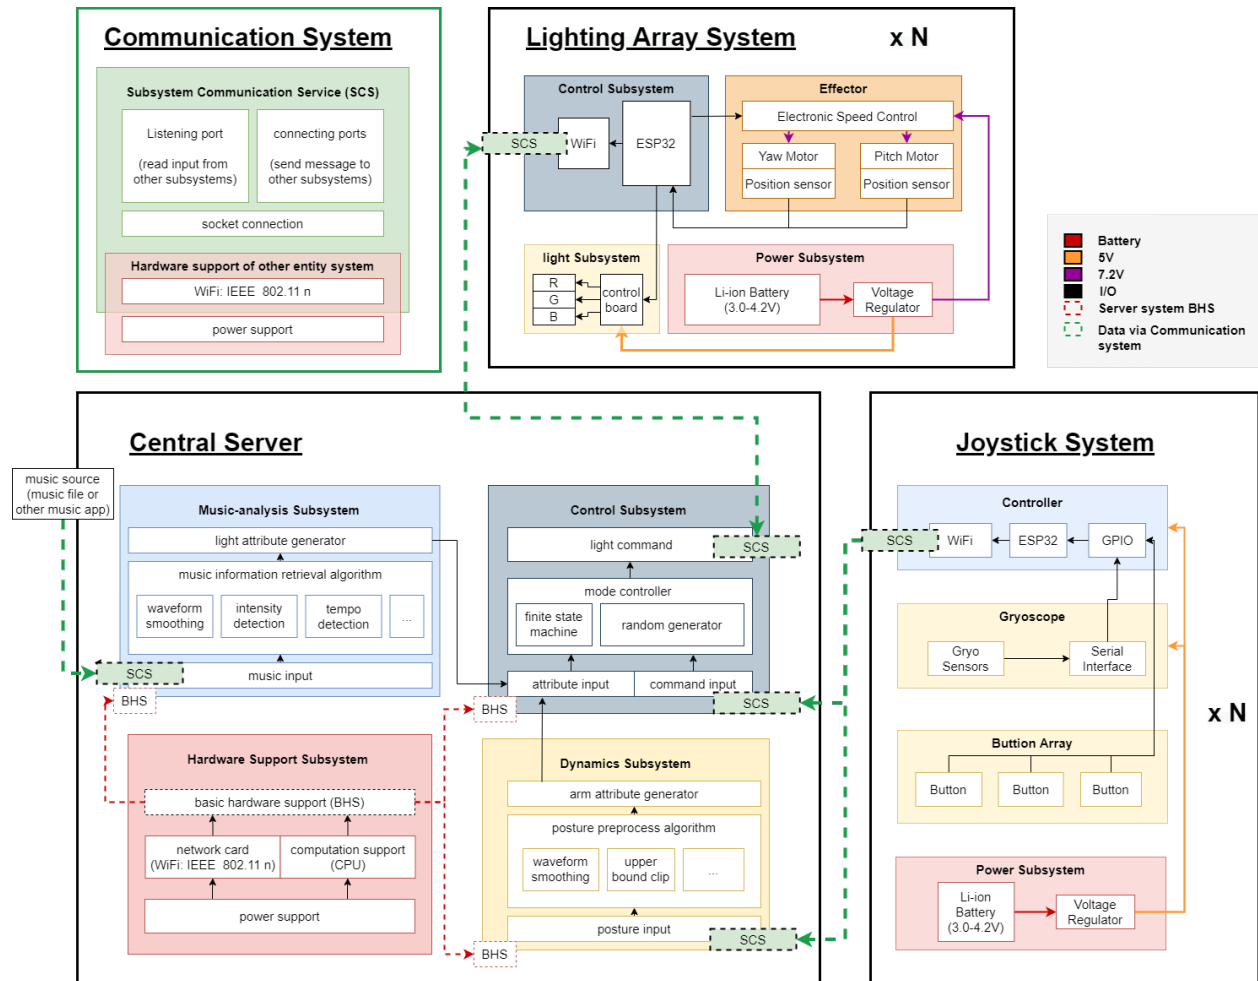 Communication System
Subsystem Communication Service (SCS)
Listening port
(read input from
other subsystems)
connecting ports
(send message to
other subsystems)
socket connection
Hardware support of other entity system
WiFi: IEEE 802.11 n
power support
Lighting Array System
x N
Control Subsystem
SCS
WiFi
ESP32
Effector
Electronic Speed Control
Yaw Motor
Position sensor
Pitch Motor
Position sensor
light Subsystem
R
G
B
control
board
Power Subsystem
Li-ion Battery
(3.0-4.2V)
Voltage
Regulator
Battery
5V
7.2V
I/O
Server system BHS
Data via Communication
system
Central Server
music source
(music file or
other music app)
Music-analysis Subsystem
light attribute generator
music information retrieval algorithm
waveform
smoothing
intensity
detection
tempo
detection
...
SCS
music input
BHS
Control Subsystem
light command
SCS
mode controller
finite state
machine
random generator
attribute input
command input
BHS
SCS
Hardware Support Subsystem
basic hardware support (BHS)
network card
(WiFi: IEEE 802.11 n)
computation support
(CPU)
power support
Dynamics Subsystem
arm attribute generator
posture preprocess algorithm
waveform
smoothing
upper
bound clip
...
posture input
BHS
SCS
Joystick System
Controller
SCS
WiFi
ESP32
GPIO
Gryoscope
Gryo
Sensors
Serial
Interface
x N
Buttion Array
Button
Button
Button
Power Subsystem
Li-ion
Battery
(3.0-4.2V)
Voltage
Regulator